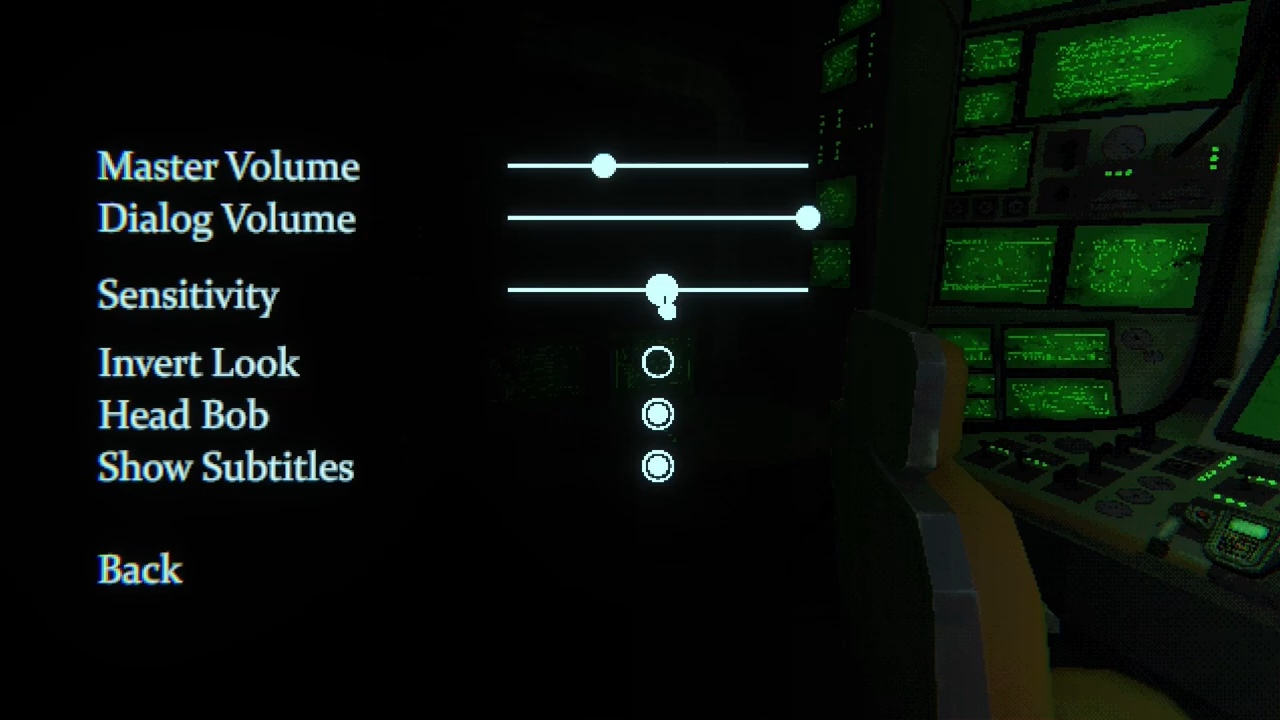 Master Volume
Dialog Volume
Sensitivity
Invert Look
Head Bob
Show Subtitles
Back